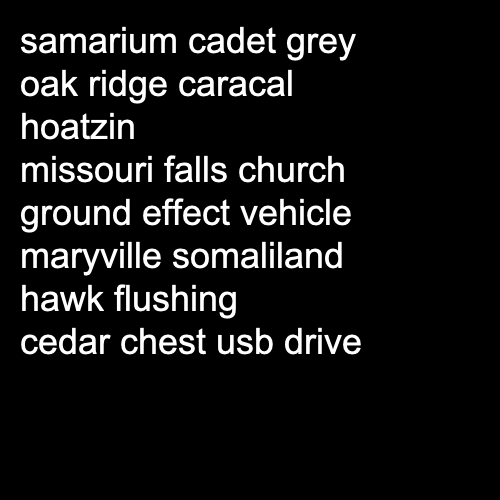 samarium cadet grey
oak ridge caracal
hoatzin
missouri falls church
ground effect vehicle
maryville somaliland
hawk flushing
cedar chest usb drive